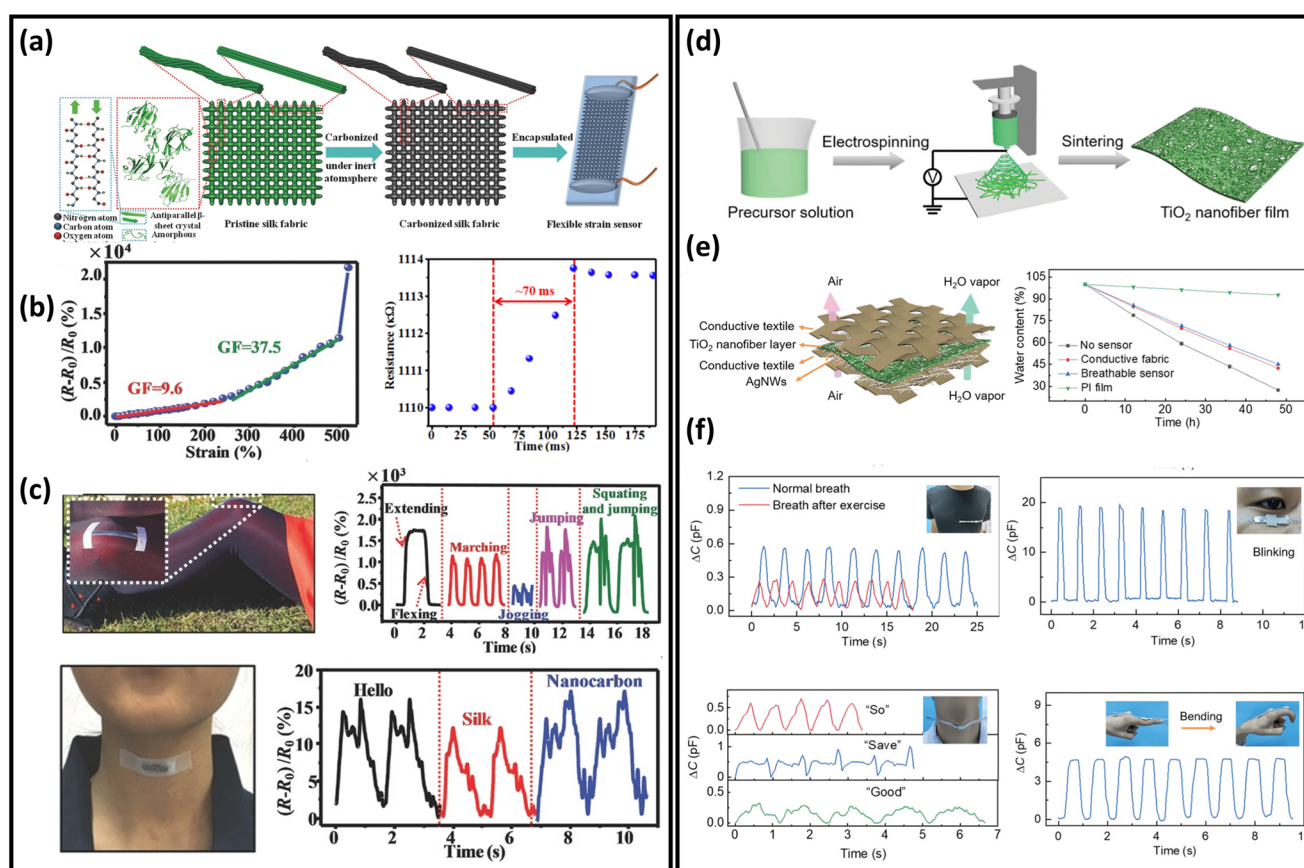 (a)
Nitrogen atom
Carbon atom
Oxygen atom
Antiparallel β-
sheet crystal
Amorphous
Pristine silk fabric
Carbonized
under inert
atomsphere
Carbonized silk fabric
Encapsulated
Flexible strain sensor
(b)
×10⁴
(R-R₀)/R₀ (%)
2.0
1.5
1.0
0.5
0.0
GF=9.6
GF=37.5
0 100 200 300 400 500
Strain (%)
Resistance (κΩ)
1114
1113
1112
1111
1110
~70 ms
0 25 50 75 100 125 150 175
Time (ms)
(c)
×10³
(R-R₀)/R₀ (%)
2.5
2.0
1.5
1.0
0.5
0.0
Extending
Flexing
Marching
Jogging
Jumping
Squating
and jumping
0 2 4 6 8 10 12 14 16 18
Time (s)
(R-R₀)/R₀ (%)
20
15
10
5
0
Hello
Silk
Nanocarbon
0 2 4 6 8 10
Time (s)
(d)
Precursor solution
Electrospinning
V
Sintering
TiO₂ nanofiber film
(e)
Air
H₂O vapor
Conductive textile
TiO₂ nanofiber layer
Conductive textile
AgNWs
Air
H₂O vapor
Water content (%)
105
90
75
60
45
30
No sensor
Conductive fabric
Breathable sensor
PI film
0 10 20 30 40 50
Time (h)
(f)
ΔC (pF)
1.2
0.9
0.6
0.3
0
Normal breath
Breath after exercise
0 5 10 15 20 25
Time (s)
ΔC (pF)
20
15
10
5
0
Blinking
0 2 4 6 8 10 1
Time (s)
ΔC (pF)
0.5
0.0
1
0
0.5
0.0
"So"
"Save"
"Good"
0 1 2 3 4 5 6 7
Time (s)
ΔC (pF)
9
6
3
0
Bending
0 2 4 6 8 10
Time (s)